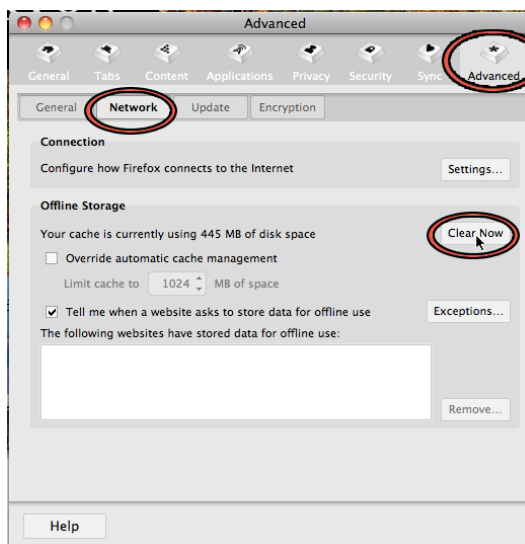 Advanced
General Tabs Content Applications Privacy Security Sync Advanced
General Network Update Encryption
Connection
Configure how Firefox connects to the Internet Settings...
Offline Storage
Your cache is currently using 445 MB of disk space Clear Now
Override automatic cache management
Limit cache to 1024 MB of space
Tell me when a website asks to store data for offline use Exceptions...
The following websites have stored data for offline use:
Remove...
Help